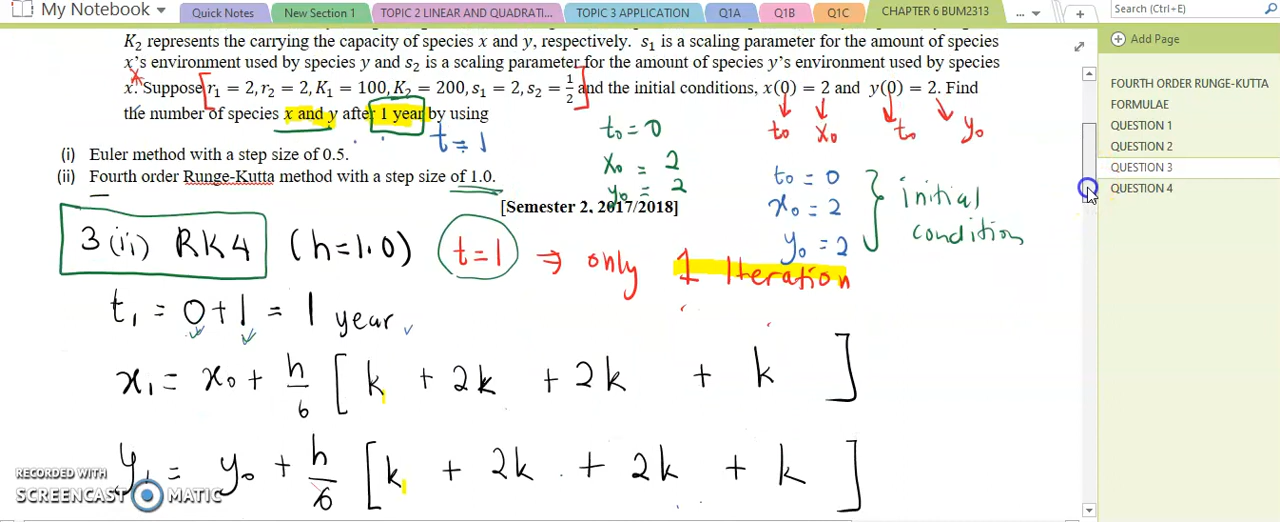 My Notebook
Quick Notes
New Section 1
TOPIC 2 LINEAR AND QUADRATI...
TOPIC 3 APPLICATION
Q1A
Q1B
Q1C
CHAPTER 6 BUM2313
...
Search (Ctrl+E)
Add Page
K₂ represents the carrying the capacity of species x and y, respectively. s₁ is a scaling parameter for the amount of species
x's environment used by species y and s₂ is a scaling parameter for the amount of species y's environment used by species
x. Suppose r₁ = 2, r₂ = 2, K₁ = 100, K₂ = 200, s₁ = 2, s₂ = 1/2 and the initial conditions, x(0) = 2 and y(0) = 2. Find
the number of species x and y after 1 year by using
t = 1
t₀ = 0
x₀ = 2
y₀ = 2
t₀ x₀ t₀ y₀
(i) Euler method with a step size of 0.5.
(ii) Fourth order Runge-Kutta method with a step size of 1.0.
[Semester 2, 2017/2018]
t₀ = 0
x₀ = 2
y₀ = 2
initial
condition
3 (ii) RK4 (h=1.0) t=1 ⇒ only 1 Iteration
t₁ = 0 + 1 = 1 year
x₁ = x₀ + h/6 [k₁ + 2k + 2k + k]
y₁ = y₀ + h/6 [k₁ + 2k + 2k + k]
FOURTH ORDER RUNGE-KUTTA
FORMULAE
QUESTION 1
QUESTION 2
QUESTION 3
QUESTION 4
RECORDED WITH
SCREENCAST MATIC